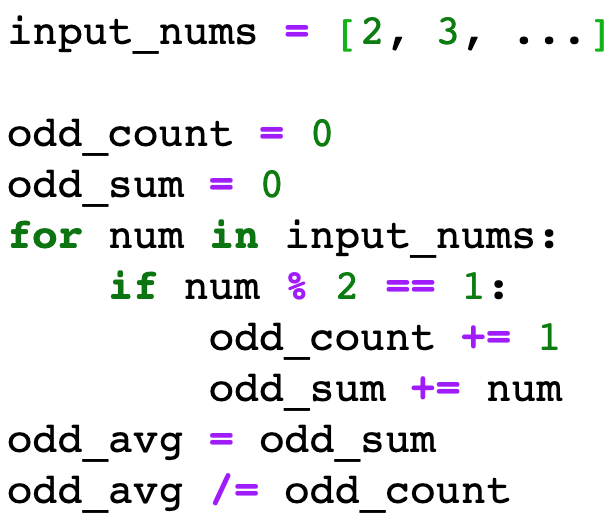 input_nums = [2, 3, ...]

odd_count = 0
odd_sum = 0
for num in input_nums:
    if num % 2 == 1:
        odd_count += 1
        odd_sum += num
odd_avg = odd_sum
odd_avg /= odd_count